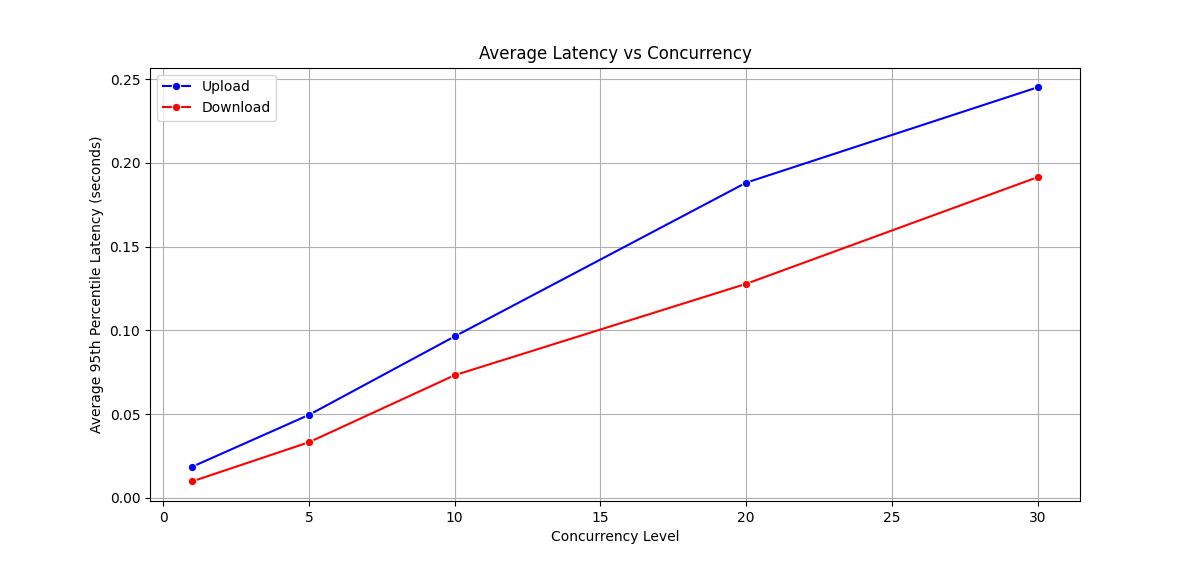 Average Latency vs Concurrency
Upload
Download
Average 95th Percentile Latency (seconds)
0.25
0.20
0.15
0.10
0.05
0.00
0 5 10 15 20 25 30
Concurrency Level